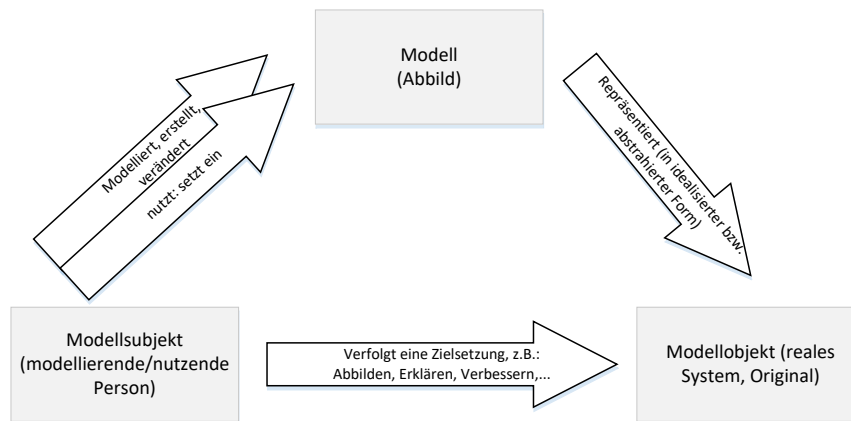 Modell
(Abbild)
Modelliert, erstellt,
verändert
nutzt: setzt ein
Repräsentiert (in idealisierter bzw.
abstrahierter Form)
Modellsubjekt
(modellierende/nutzende
Person)
Verfolgt eine Zielsetzung, z.B.:
Abbilden, Erklären, Verbessern,...
Modellobjekt (reales
System, Original)